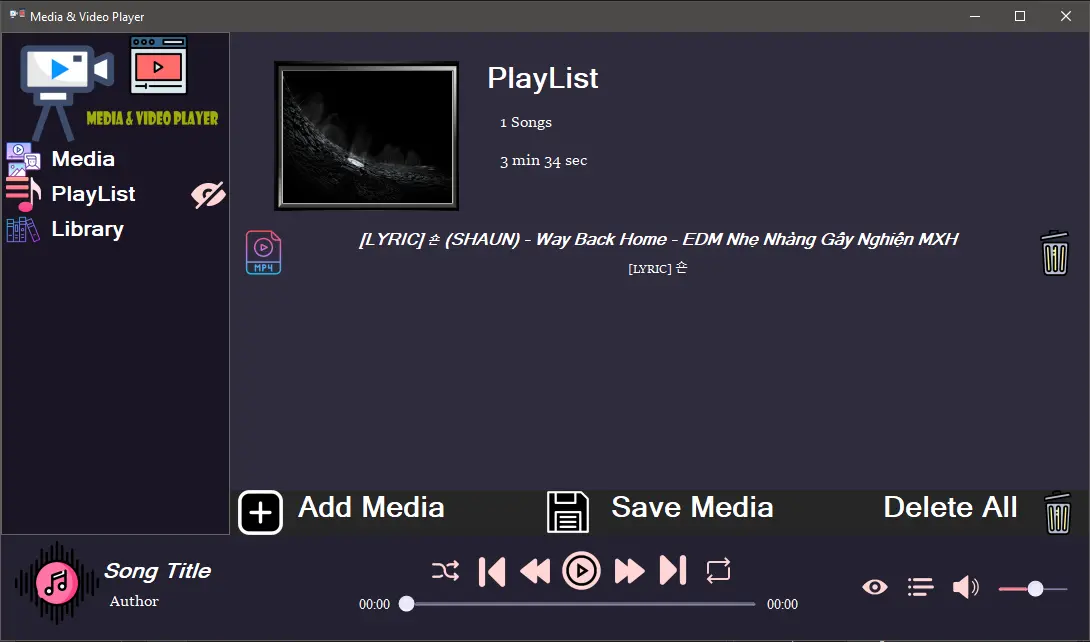 Media & Video Player
MEDIA & VIDEO PLAYER
Media
PlayList
Library
PlayList
1 Songs
3 min 34 sec
MP4
[LYRIC] 숀 (SHAUN) - Way Back Home - EDM Nhẹ Nhàng Gây Nghiện MXH
[LYRIC] 숀
Add Media
Save Media
Delete All
Song Title
Author
00:00
00:00